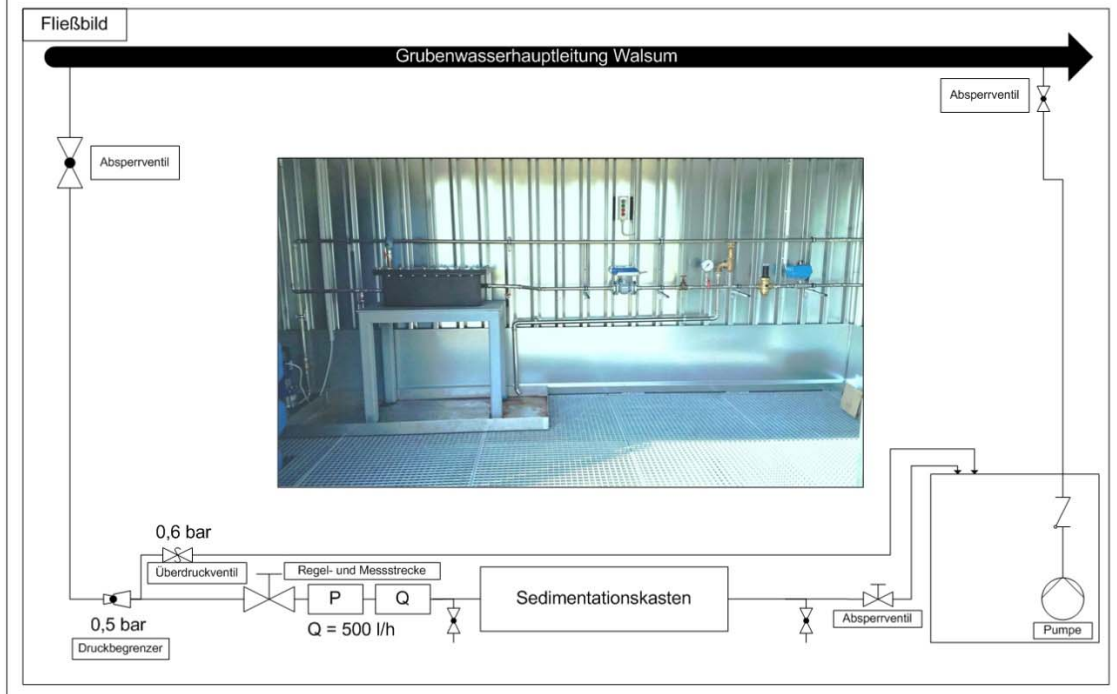 Fließbild
Grubenwasserhauptleitung Walsum
Absperrventil
Absperrventil
0,6 bar
Überdruckventil
Regel- und Messstrecke
P
Q
Q = 500 l/h
Sedimentationskasten
0,5 bar
Druckbegrenzer
Absperrventil
Pumpe